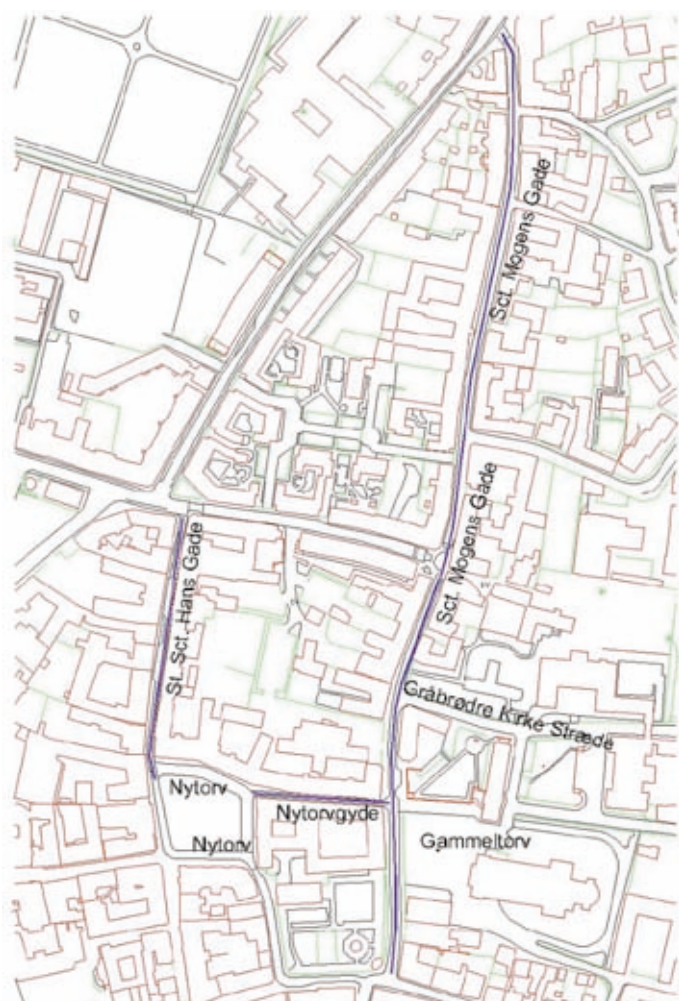 Sct. Mogens Gade
Sct. Mogens Gade
St. Sct. Hans Gade
Gråbrødre Kirke Stræde
Nytorv
Nytorvgyde
Nytorv
Gammeltorv